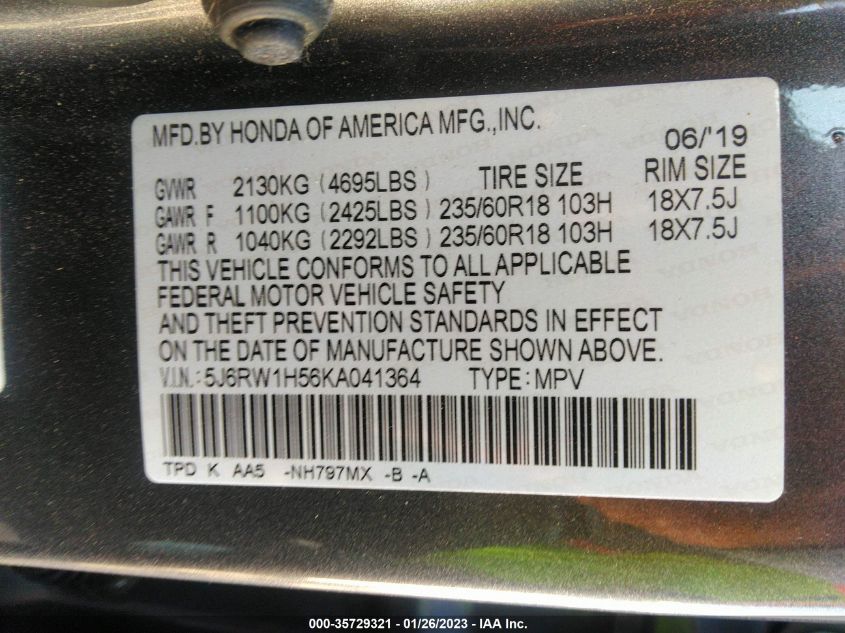 MFD.BY HONDA OF AMERICA MFG.,INC. 06/'19
GVWR 2130KG (4695LBS) TIRE SIZE RIM SIZE
GAWR F 1100KG (2425LBS) 235/60R18 103H 18X7.5J
GAWR R 1040KG (2292LBS) 235/60R18 103H 18X7.5J
THIS VEHICLE CONFORMS TO ALL APPLICABLE
FEDERAL MOTOR VEHICLE SAFETY
AND THEFT PREVENTION STANDARDS IN EFFECT
ON THE DATE OF MANUFACTURE SHOWN ABOVE.
V.I.N.: 5J6RW1H56KA041364 TYPE: MPV
TPD K AA5 -NH797MX -B -A
000-35729321 - 01/26/2023 - IAA Inc.